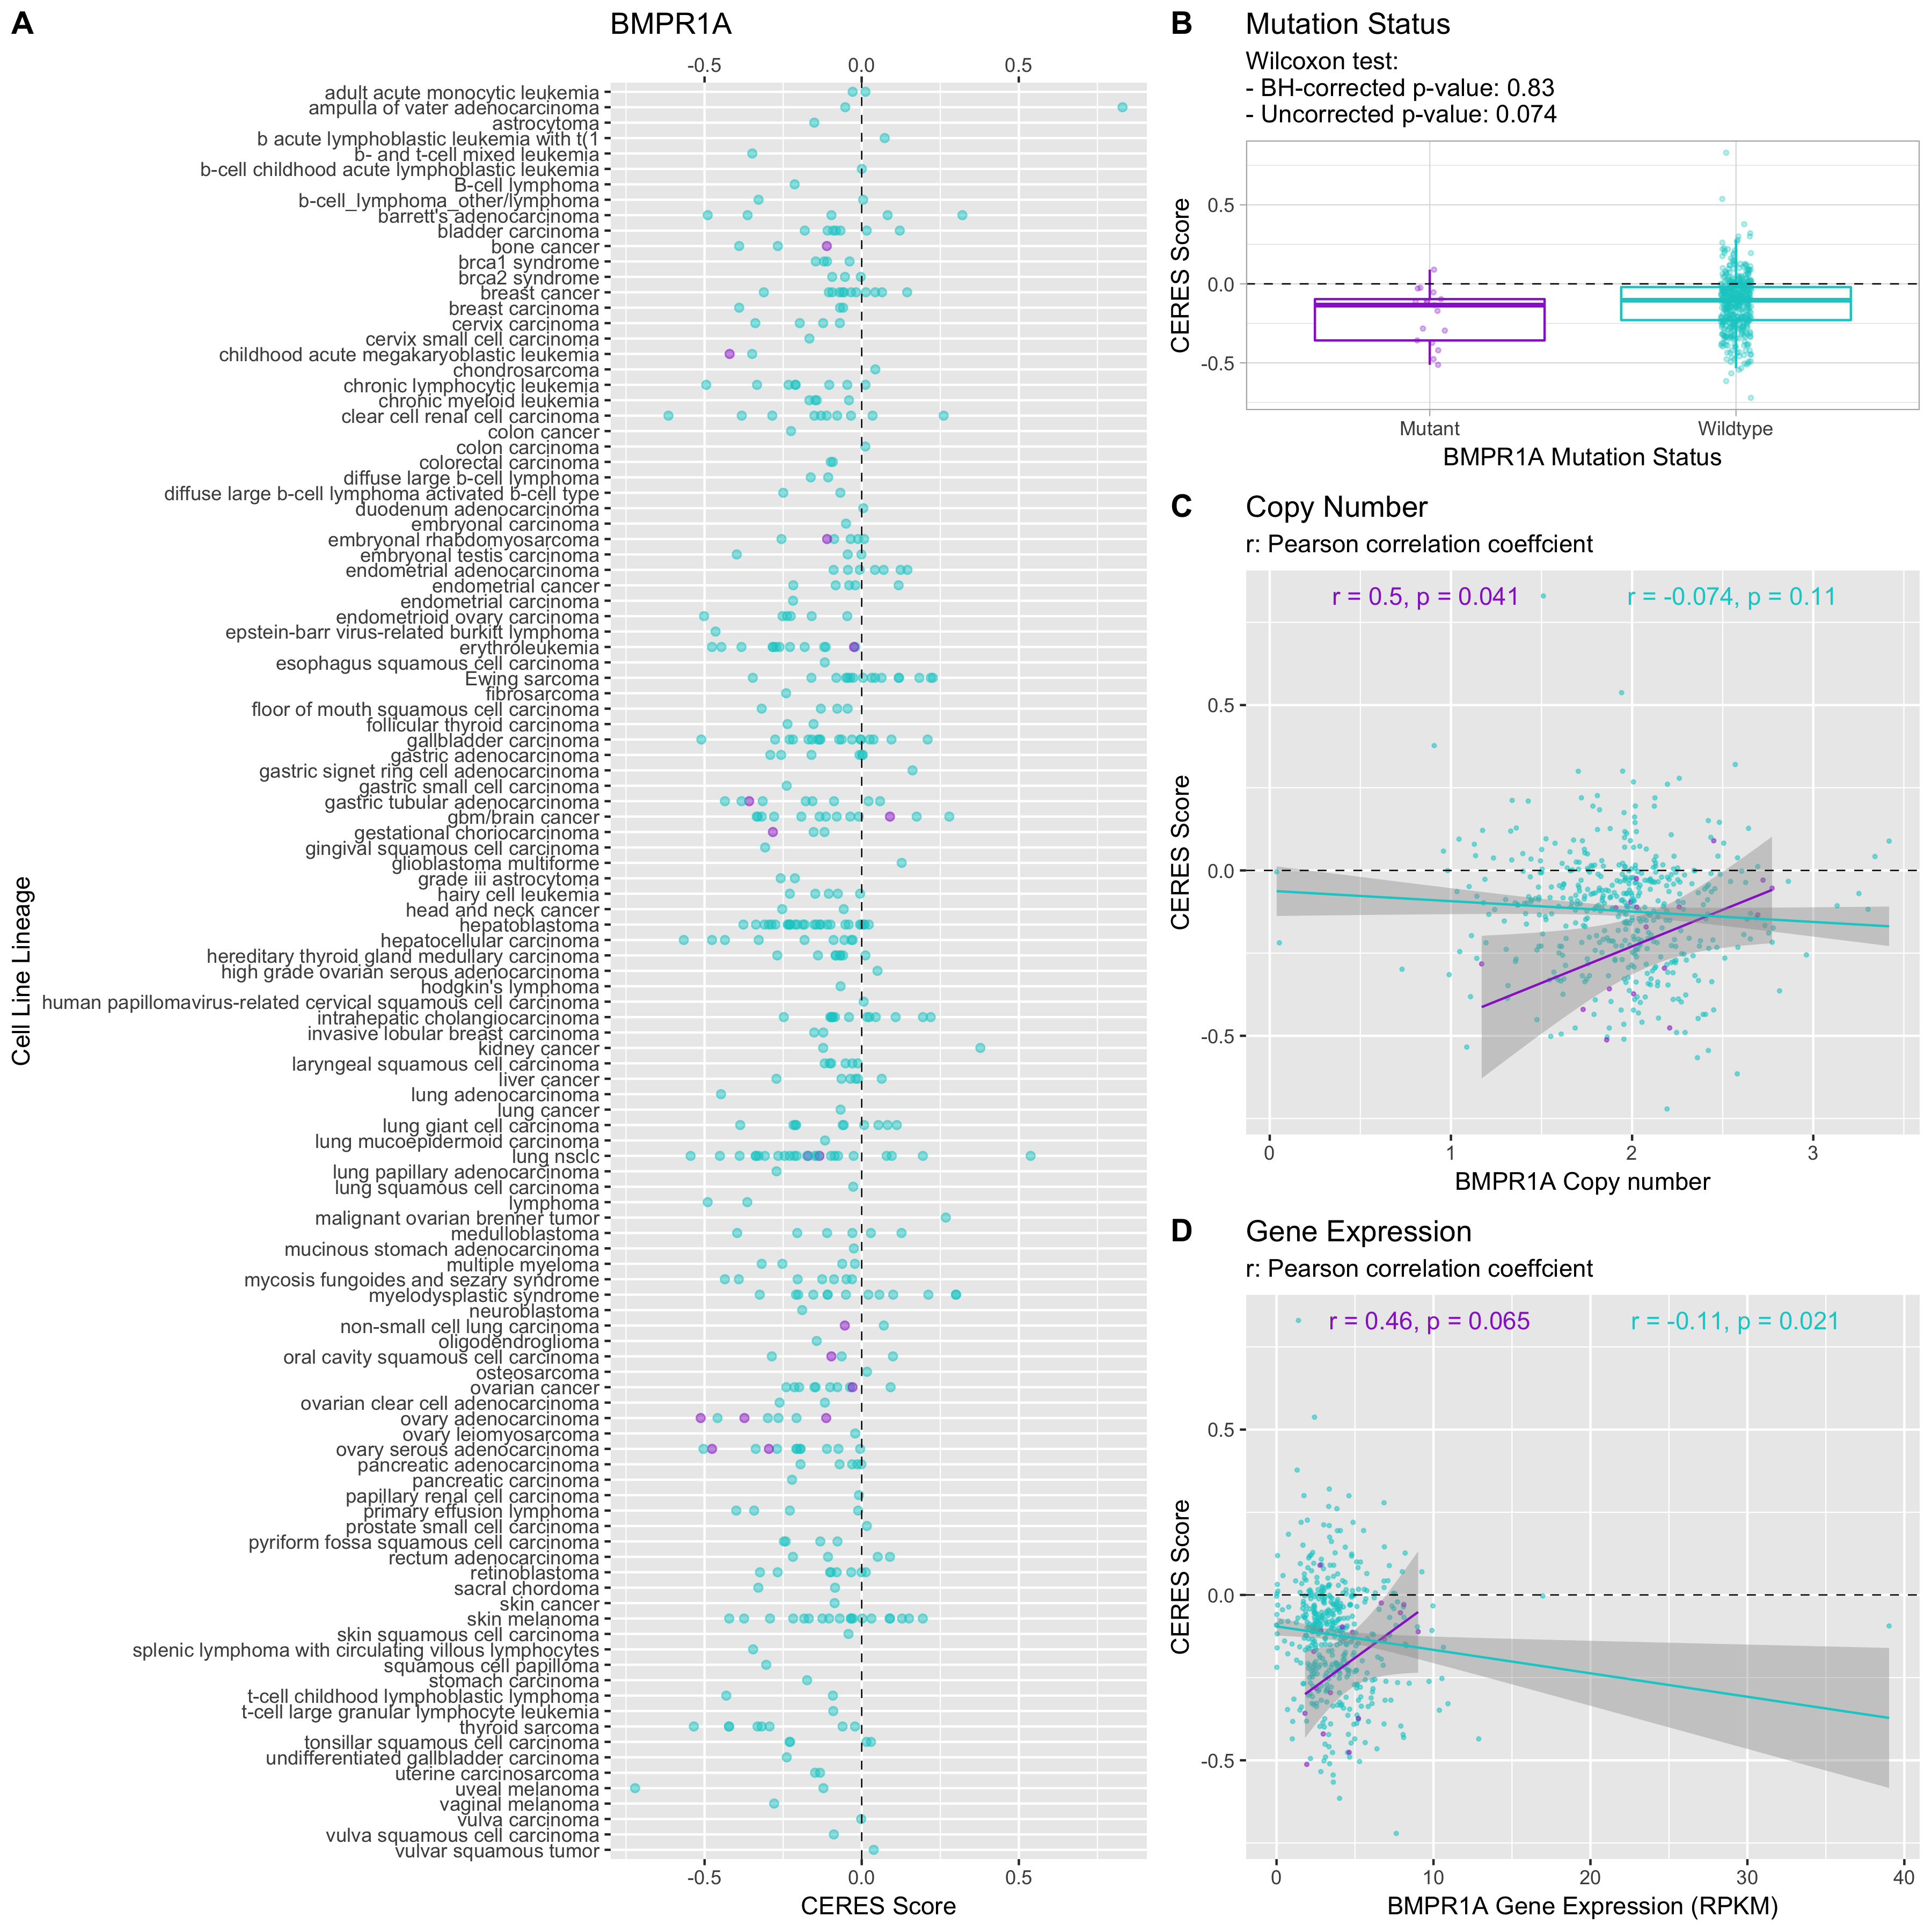 A
BMPR1A
-0.5 0.0 0.5
Cell Line Lineage
adult acute monocytic leukemia
ampulla of vater adenocarcinoma
astrocytoma
b acute lymphoblastic leukemia with t(1
b- and t-cell mixed leukemia
b-cell childhood acute lymphoblastic leukemia
B-cell lymphoma
b-cell_lymphoma_other/lymphoma
barrett's adenocarcinoma
bladder carcinoma
bone cancer
brca1 syndrome
brca2 syndrome
breast cancer
breast carcinoma
cervix carcinoma
cervix small cell carcinoma
childhood acute megakaryoblastic leukemia
chondrosarcoma
chronic lymphocytic leukemia
chronic myeloid leukemia
clear cell renal cell carcinoma
colon cancer
colon carcinoma
colorectal carcinoma
diffuse large b-cell lymphoma
diffuse large b-cell lymphoma activated b-cell type
duodenum adenocarcinoma
embryonal carcinoma
embryonal rhabdomyosarcoma
embryonal testis carcinoma
endometrial adenocarcinoma
endometrial cancer
endometrial carcinoma
endometrioid ovary carcinoma
epstein-barr virus-related burkitt lymphoma
erythroleukemia
esophagus squamous cell carcinoma
Ewing sarcoma
fibrosarcoma
floor of mouth squamous cell carcinoma
follicular thyroid carcinoma
gallbladder carcinoma
gastric adenocarcinoma
gastric signet ring cell adenocarcinoma
gastric small cell carcinoma
gastric tubular adenocarcinoma
gbm/brain cancer
gestational choriocarcinoma
gingival squamous cell carcinoma
glioblastoma multiforme
grade iii astrocytoma
hairy cell leukemia
head and neck cancer
hepatoblastoma
hepatocellular carcinoma
hereditary thyroid gland medullary carcinoma
high grade ovarian serous adenocarcinoma
hodgkin's lymphoma
human papillomavirus-related cervical squamous cell carcinoma
intrahepatic cholangiocarcinoma
invasive lobular breast carcinoma
kidney cancer
laryngeal squamous cell carcinoma
liver cancer
lung adenocarcinoma
lung cancer
lung giant cell carcinoma
lung mucoepidermoid carcinoma
lung nsclc
lung papillary adenocarcinoma
lung squamous cell carcinoma
lymphoma
malignant ovarian brenner tumor
medulloblastoma
mucinous stomach adenocarcinoma
multiple myeloma
mycosis fungoides and sezary syndrome
myelodysplastic syndrome
neuroblastoma
non-small cell lung carcinoma
oligodendroglioma
oral cavity squamous cell carcinoma
osteosarcoma
ovarian cancer
ovarian clear cell adenocarcinoma
ovary adenocarcinoma
ovary leiomyosarcoma
ovary serous adenocarcinoma
pancreatic adenocarcinoma
pancreatic carcinoma
papillary renal cell carcinoma
primary effusion lymphoma
prostate small cell carcinoma
pyriform fossa squamous cell carcinoma
rectum adenocarcinoma
retinoblastoma
sacral chordoma
skin cancer
skin melanoma
skin squamous cell carcinoma
splenic lymphoma with circulating villous lymphocytes
squamous cell papilloma
stomach carcinoma
t-cell childhood lymphoblastic lymphoma
t-cell large granular lymphocyte leukemia
thyroid sarcoma
tonsillar squamous cell carcinoma
undifferentiated gallbladder carcinoma
uterine carcinosarcoma
uveal melanoma
vaginal melanoma
vulva carcinoma
vulva squamous cell carcinoma
vulvar squamous tumor
-0.5 0.0 0.5
CERES Score
B
Mutation Status
Wilcoxon test:
- BH-corrected p-value: 0.83
- Uncorrected p-value: 0.074
CERES Score
0.5
0.0
-0.5
Mutant Wildtype
BMPR1A Mutation Status
C
Copy Number
r: Pearson correlation coeffcient
r = 0.5, p = 0.041 r = -0.074, p = 0.11
CERES Score
0.5
0.0
-0.5
0 1 2 3
BMPR1A Copy number
D
Gene Expression
r: Pearson correlation coeffcient
r = 0.46, p = 0.065 r = -0.11, p = 0.021
CERES Score
0.5
0.0
-0.5
0 10 20 30 40
BMPR1A Gene Expression (RPKM)